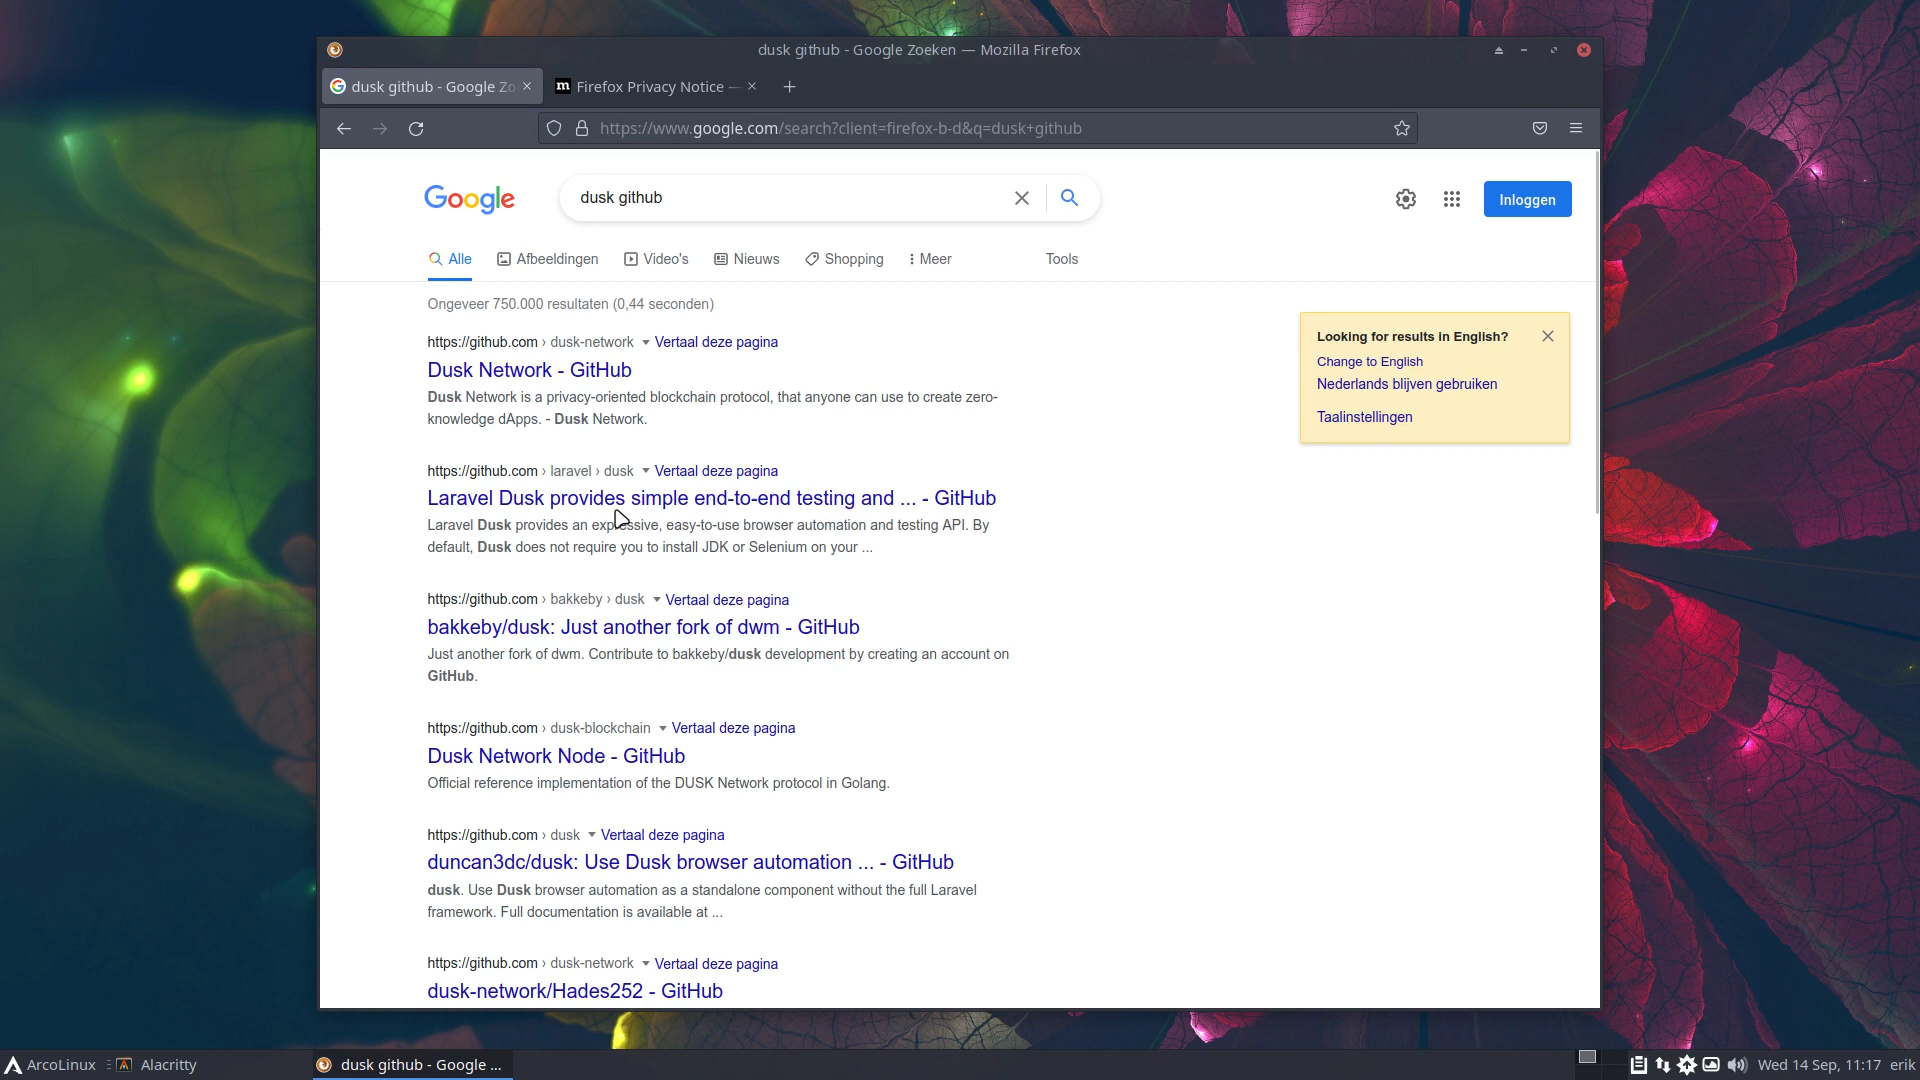 dusk github - Google Zoeken — Mozilla Firefox
dusk github - Google Zo
Firefox Privacy Notice —
https://www.google.com/search?client=firefox-b-d&q=dusk+github
Google
dusk github
Inloggen
Alle
Afbeeldingen
Video's
Nieuws
Shopping
Meer
Tools
Ongeveer 750.000 resultaten (0,44 seconden)
https://github.com › dusk-network Vertaal deze pagina
Dusk Network - GitHub
Dusk Network is a privacy-oriented blockchain protocol, that anyone can use to create zero-
knowledge dApps. - Dusk Network.
https://github.com › laravel › dusk Vertaal deze pagina
Laravel Dusk provides simple end-to-end testing and ... - GitHub
Laravel Dusk provides an expressive, easy-to-use browser automation and testing API. By
default, Dusk does not require you to install JDK or Selenium on your ...
https://github.com › bakkeby › dusk Vertaal deze pagina
bakkeby/dusk: Just another fork of dwm - GitHub
Just another fork of dwm. Contribute to bakkeby/dusk development by creating an account on
GitHub.
https://github.com › dusk-blockchain Vertaal deze pagina
Dusk Network Node - GitHub
Official reference implementation of the DUSK Network protocol in Golang.
https://github.com › dusk Vertaal deze pagina
duncan3dc/dusk: Use Dusk browser automation ... - GitHub
dusk. Use Dusk browser automation as a standalone component without the full Laravel
framework. Full documentation is available at ...
https://github.com › dusk-network Vertaal deze pagina
dusk-network/Hades252 - GitHub
Looking for results in English?
Change to English
Nederlands blijven gebruiken
Taalinstellingen
ArcoLinux
Alacritty
dusk github - Google ...
Wed 14 Sep, 11:17
erik